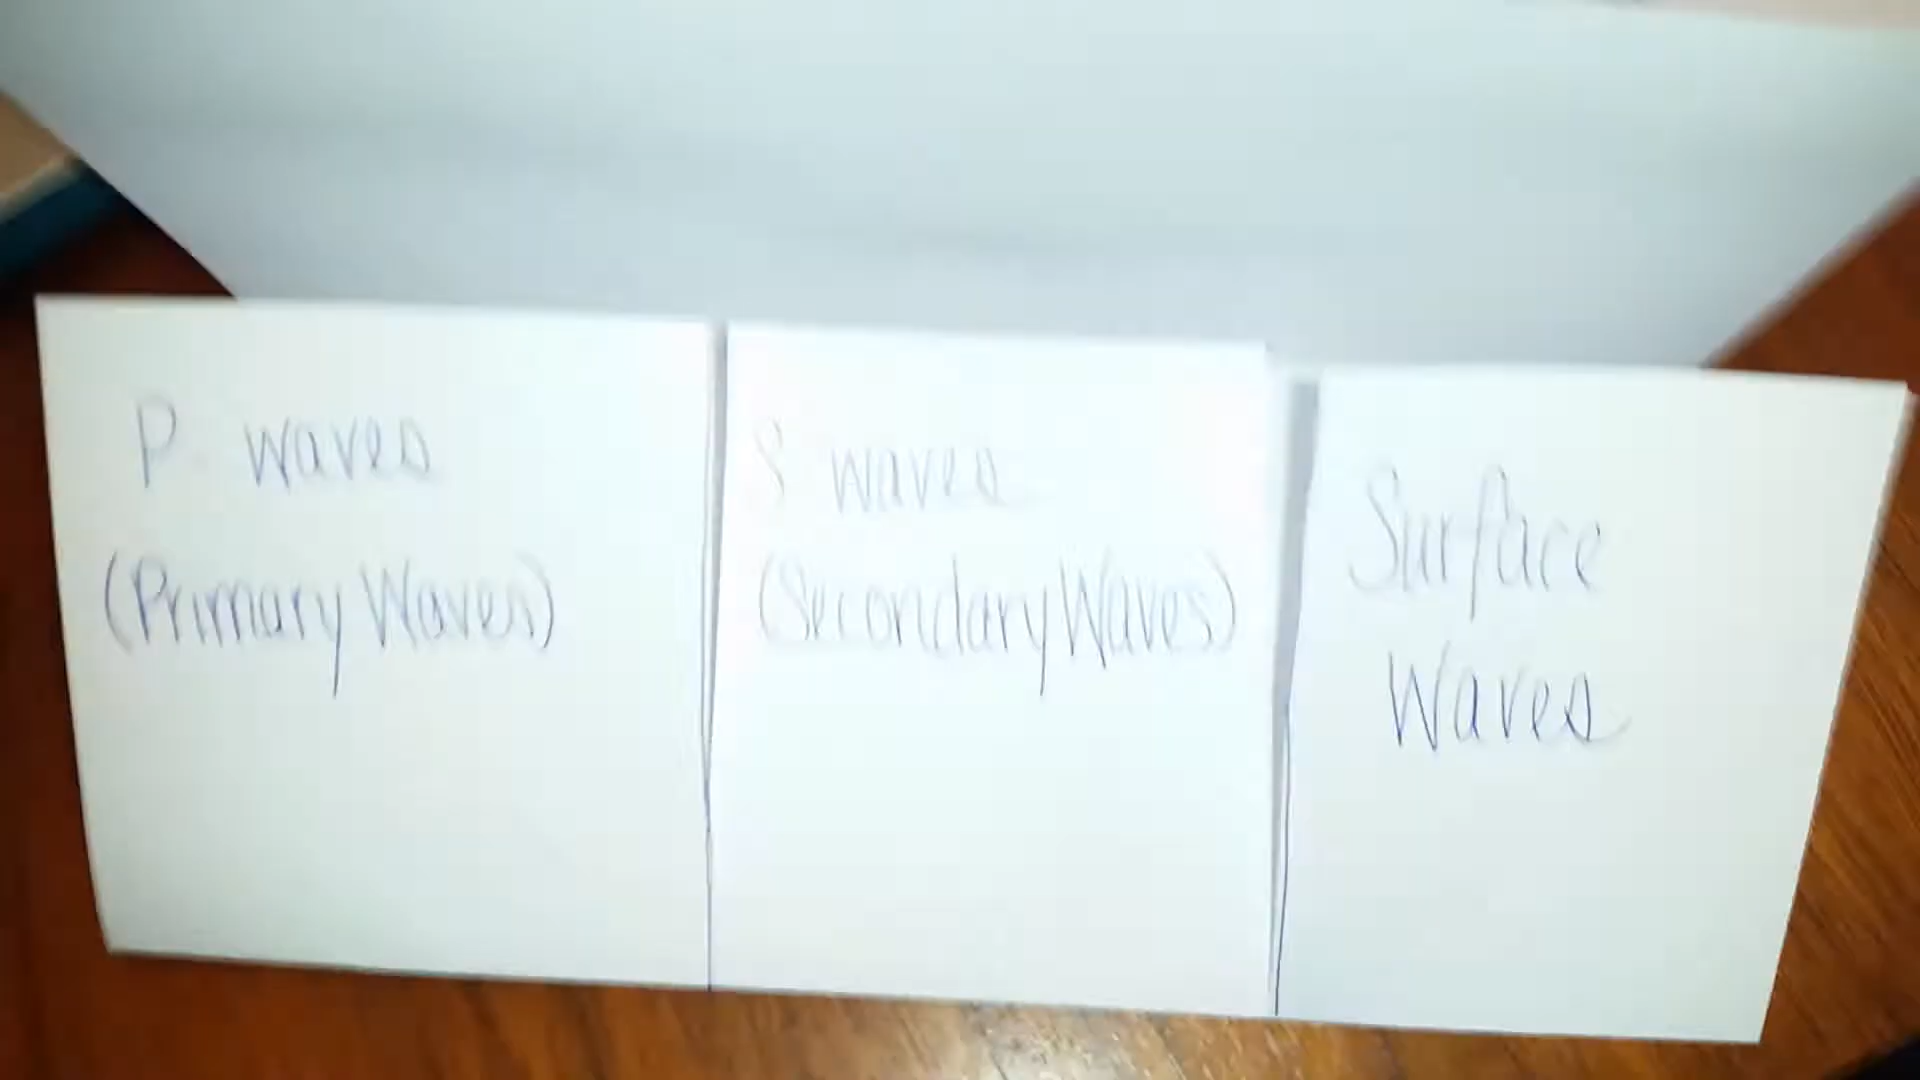 P waves
(Primary Waves)
S waves
(Secondary Waves)
Surface
Waves